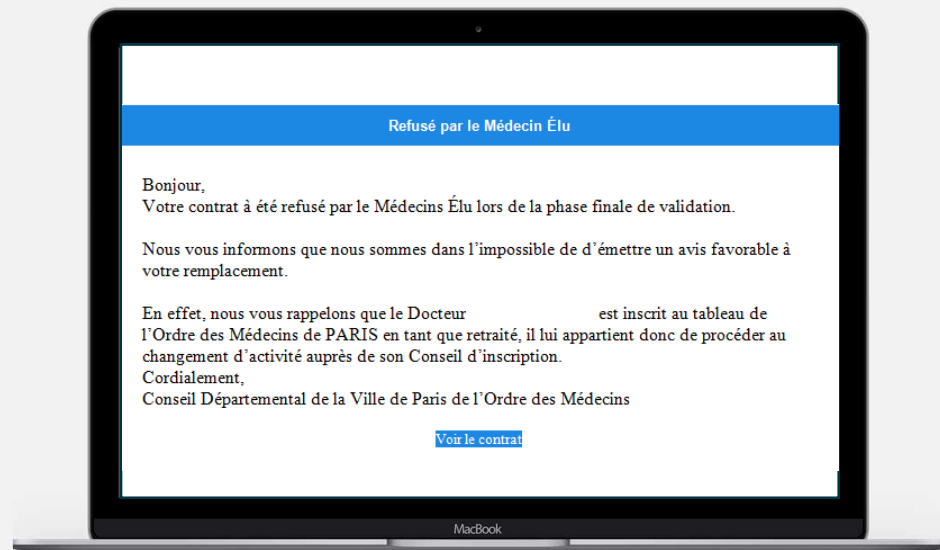 Refusé par le Médecin Élu
Bonjour,
Votre contrat à été refusé par le Médecins Élu lors de la phase finale de validation.
Nous vous informons que nous sommes dans l’impossible de d’émettre un avis favorable à
votre remplacement.
En effet, nous vous rappelons que le Docteur est inscrit au tableau de
l’Ordre des Médecins de PARIS en tant que retraité, il lui appartient donc de procéder au
changement d’activité auprès de son Conseil d’inscription.
Cordialement,
Conseil Départemental de la Ville de Paris de l’Ordre des Médecins
Voir le contrat
MacBook